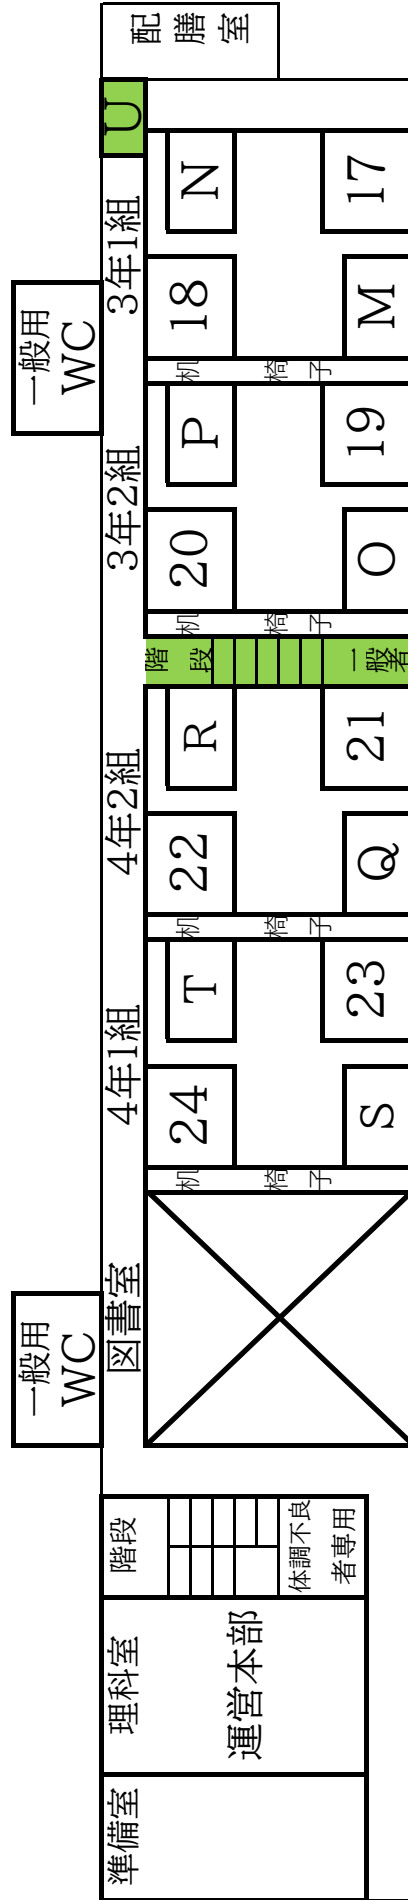 配膳室
U
3年1組
N
17
18
M
一般用
WC
机 椅子
3年2組
P
19
20
O
机 椅子
階段
一般者
4年2組
R
21
22
Q
机 椅子
4年1組
T
23
24
S
机 椅子
図書室
一般用
WC
階段
体調不良
者専用
理科室
運営本部
準備室